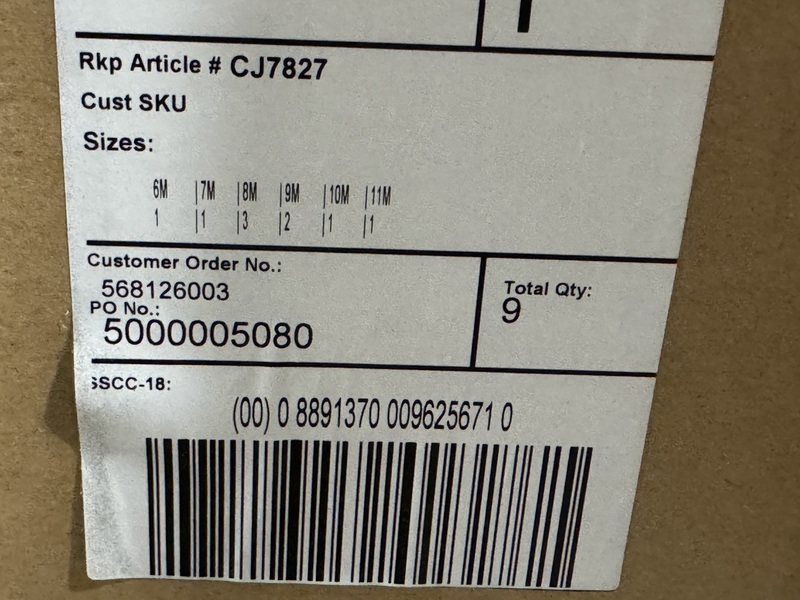 Rkp Article # CJ7827
Cust SKU
Sizes:
6M |7M |8M |9M |10M |11M
1 |1 |3 |2 |1 |1
Customer Order No.:
568126003
PO No.:
5000005080
Total Qty:
9
SSCC-18:
(00) 0 8891370 009625671 0